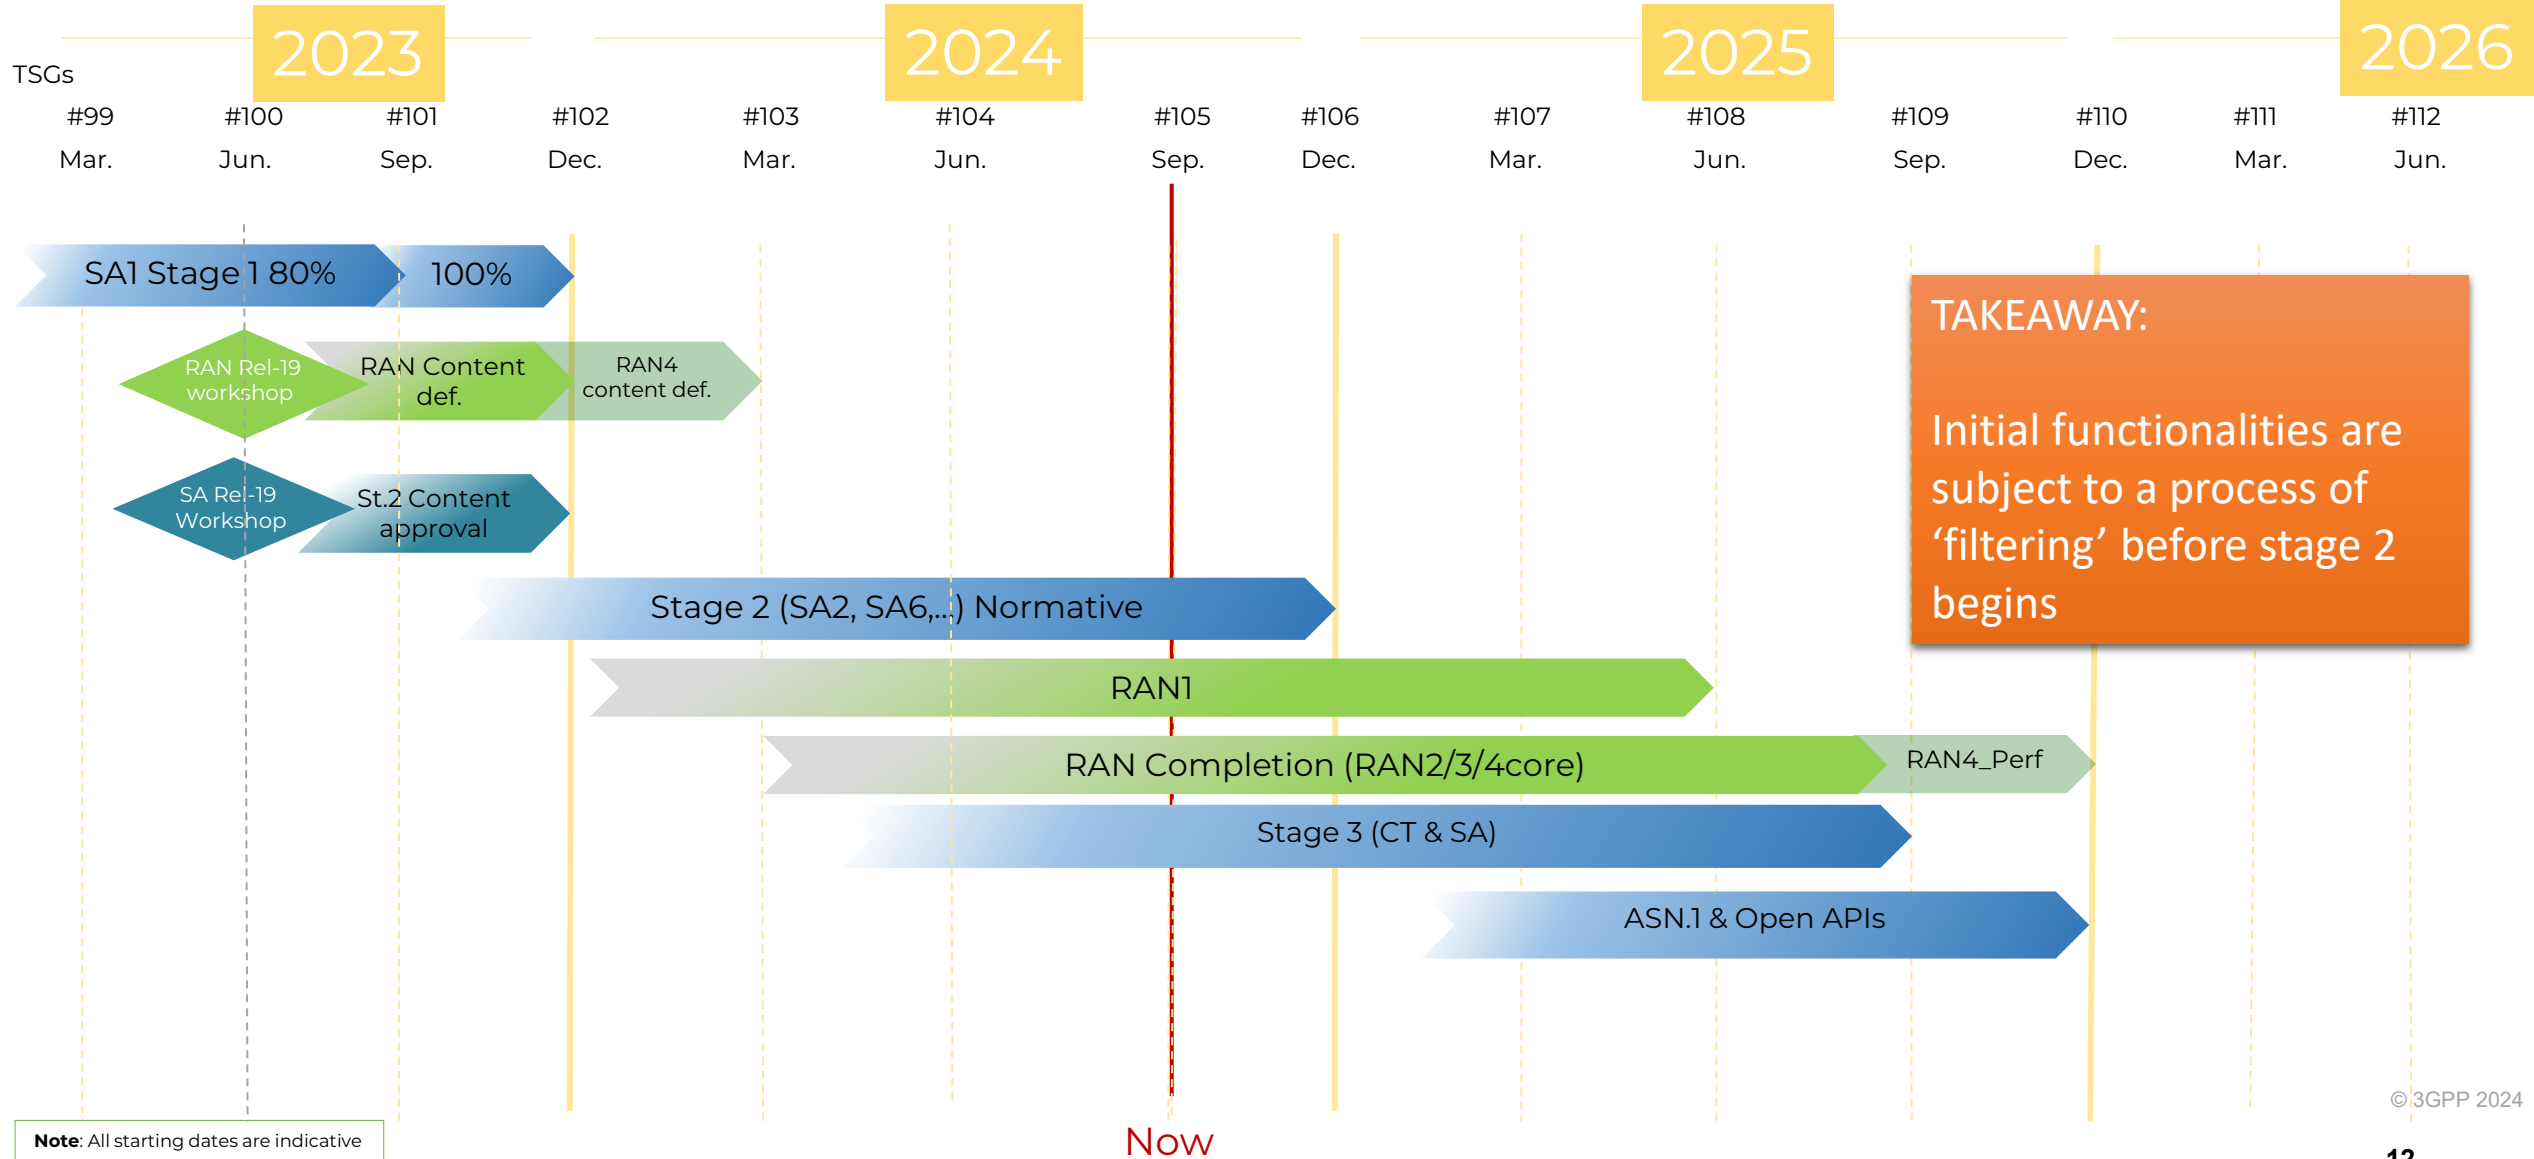 2023
2024
2025
2026
TSGs
#99 #100 #101 #102 #103 #104 #105 #106 #107 #108 #109 #110 #111 #112
Mar. Jun. Sep. Dec. Mar. Jun. Sep. Dec. Mar. Jun. Sep. Dec. Mar. Jun.
SA1 Stage 1 80%
100%
RAN Rel-19
workshop
RAN Content
def.
RAN4
content def.
SA Rel-19
Workshop
St.2 Content
approval
Stage 2 (SA2, SA6,...) Normative
RAN1
RAN Completion (RAN2/3/4core)
RAN4_Perf
Stage 3 (CT & SA)
ASN.1 & Open APIs
TAKEAWAY:
Initial functionalities are
subject to a process of
‘filtering’ before stage 2
begins
© 3GPP 2024
Note: All starting dates are indicative
Now
12